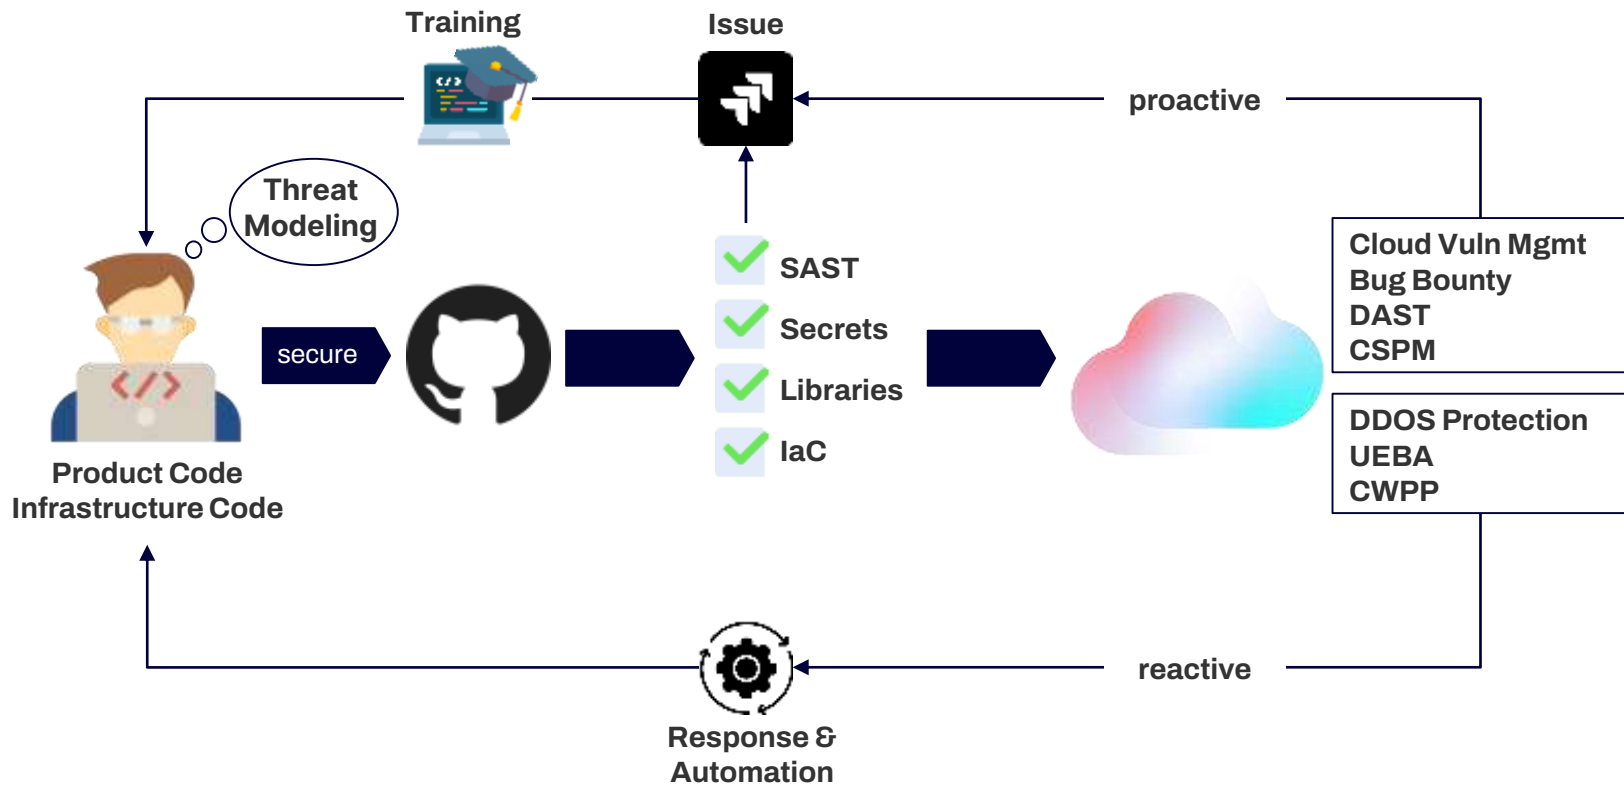 Training
Issue
proactive
Threat
Modeling
Cloud Vuln Mgmt
Bug Bounty
DAST
CSPM
SAST
Secrets
secure
</>
Libraries
IaC
DDOS Protection
UEBA
CWPP
Product Code
Infrastructure Code
reactive
Response &
Automation